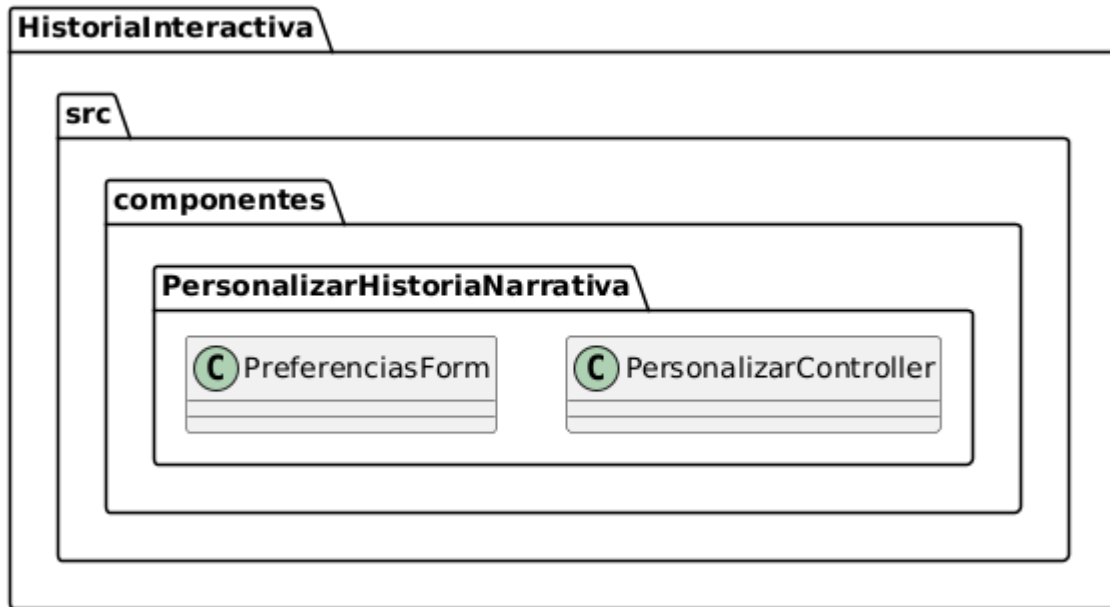 HistoriaInteractiva
src
componentes
PersonalizarHistoriaNarrativa
C PreferenciasForm
C PersonalizarController